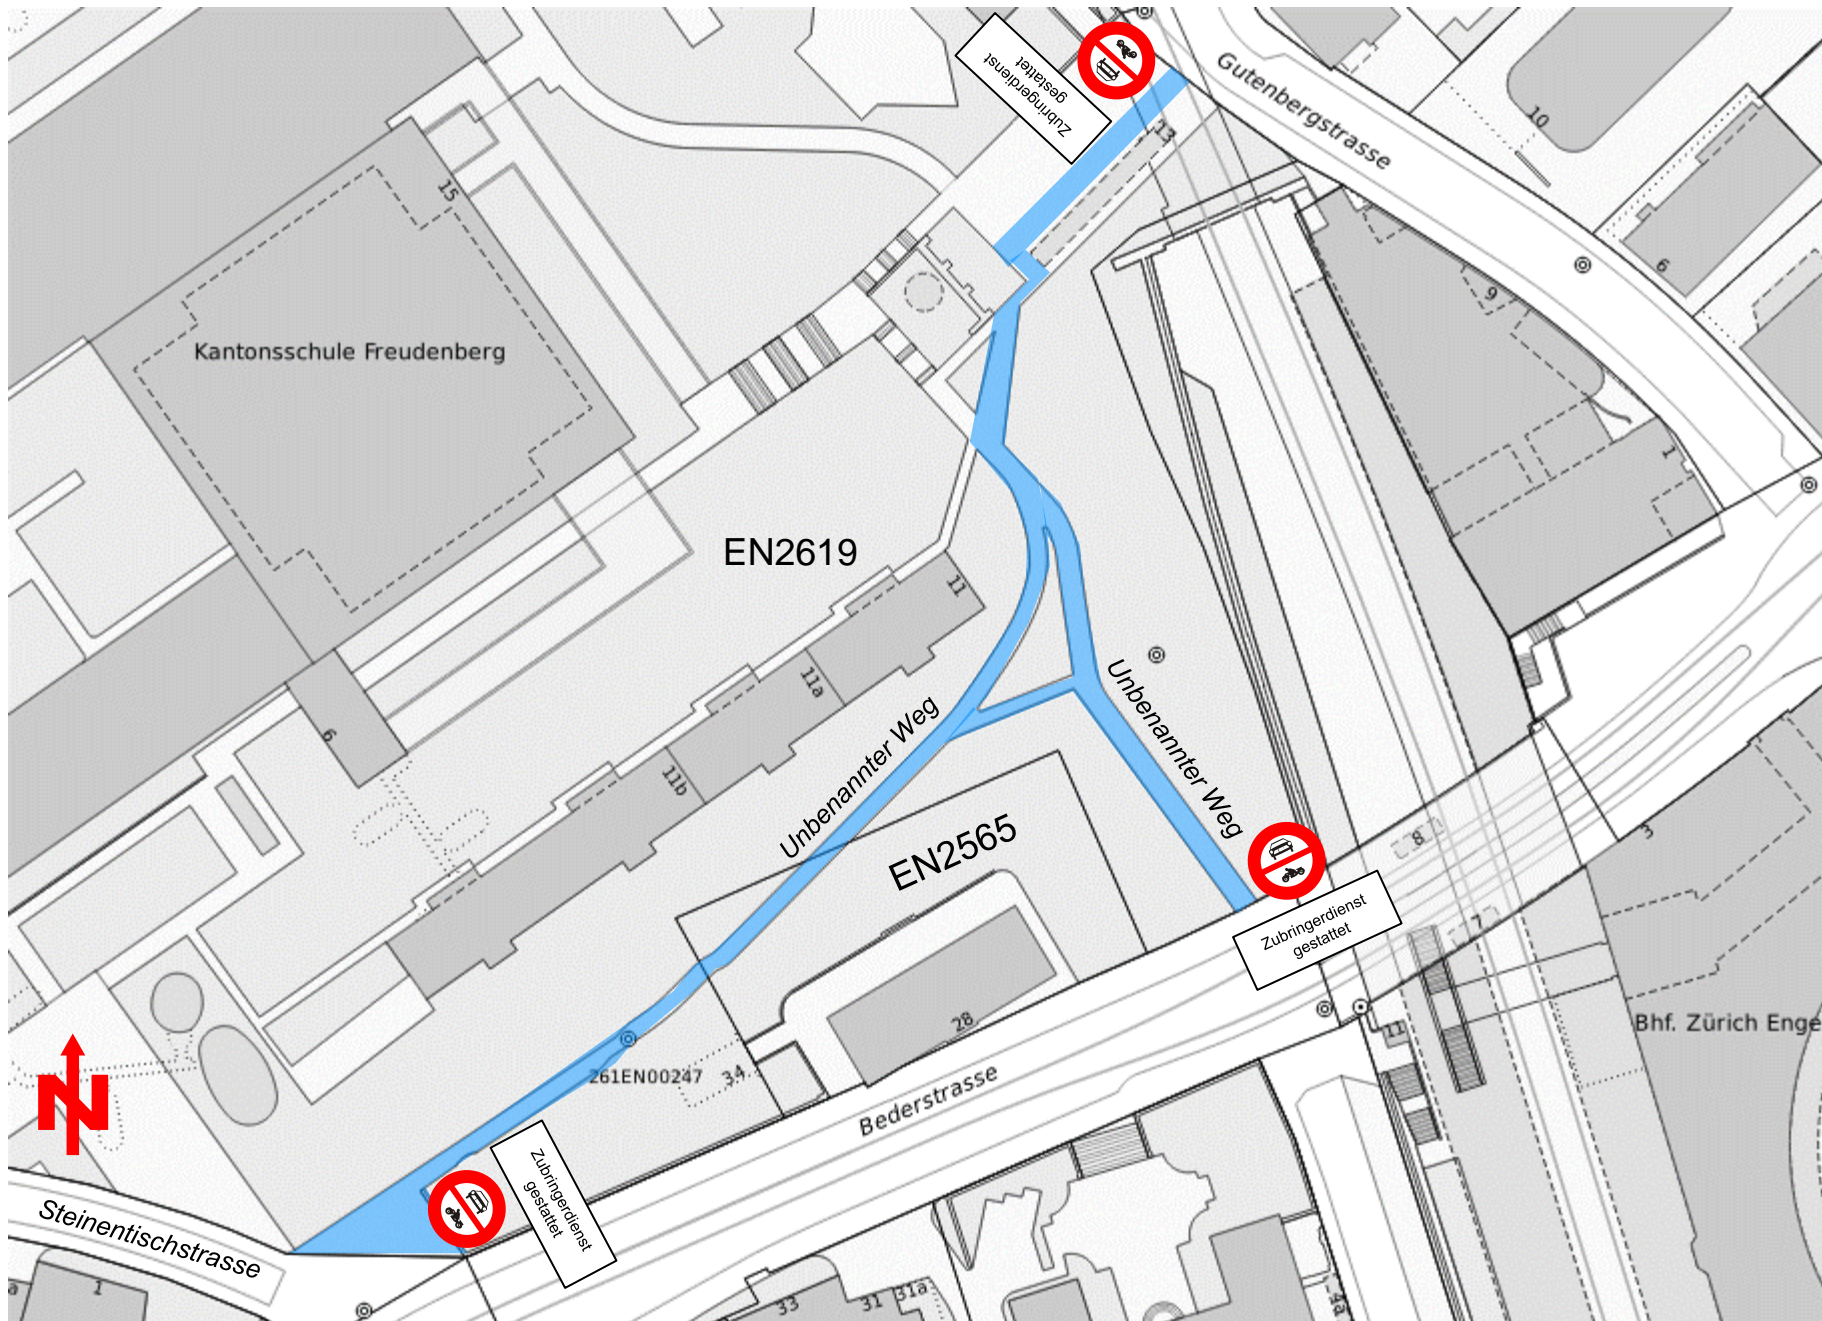 Zubringerdienst
gestattet
Gutenbergstrasse
13
10
15
6
9
Kantonsschule Freudenberg
1
EN2619
11
11a
Unbenannter Weg
Unbenannter Weg
6
11b
EN2565
8
3
Zubringerdienst
gestattet
7
28
11
Bhf. Zürich Enge
261EN00247
34
Bederstrasse
Zubringerdienst
gestattet
N
Steinentischstrasse
1
a
33
31
31a
4a